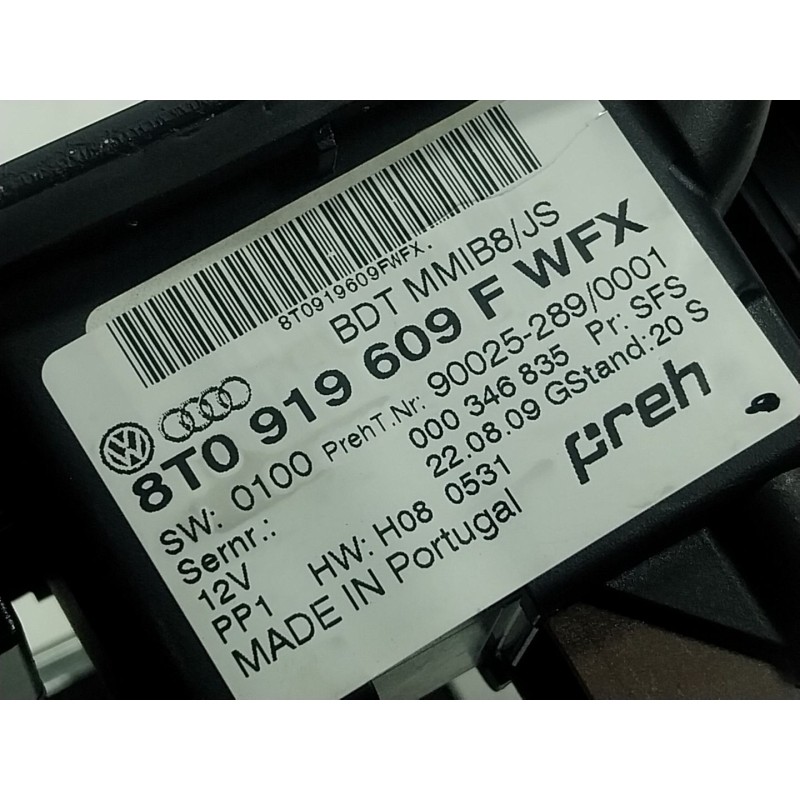 8T0919609FWFX.
BDT MMIB8/JS
8T0 919 609 F WFX
SW: 0100 PrehT.Nr: 90025-289/0001
Sernr.: 000 346 835 Pr: SFS
12V 22.08.09 GStand:20 S
PP1 HW: H08 0531
MADE IN Portugal
preh